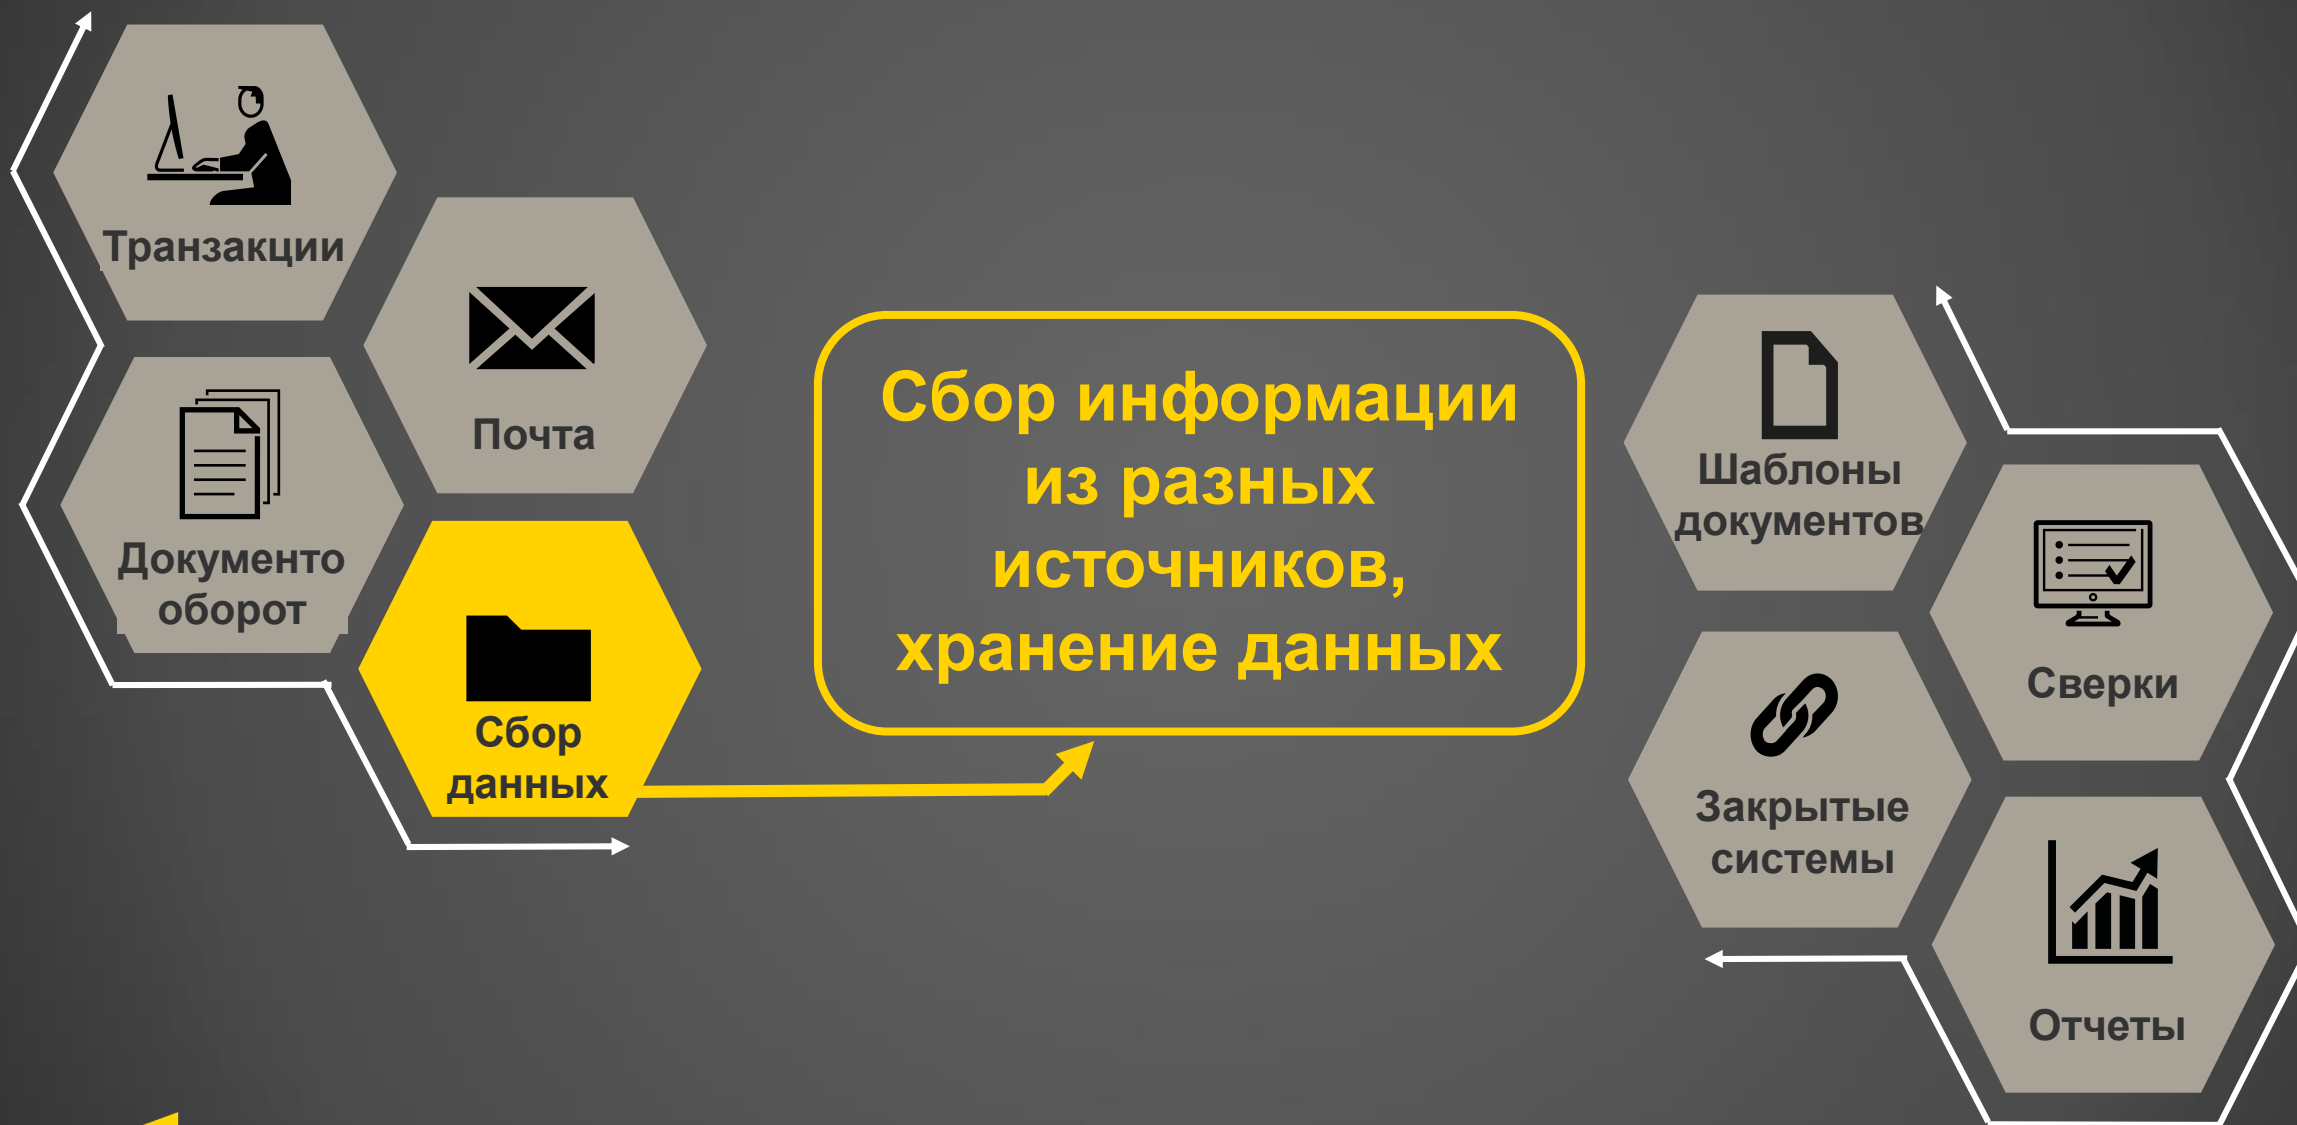 Транзакции
Почта
Документо
оборот
Сбор
данных
Сбор информации
из разных
источников,
хранение данных
Шаблоны
документов
Сверки
Закрытые
системы
Отчеты